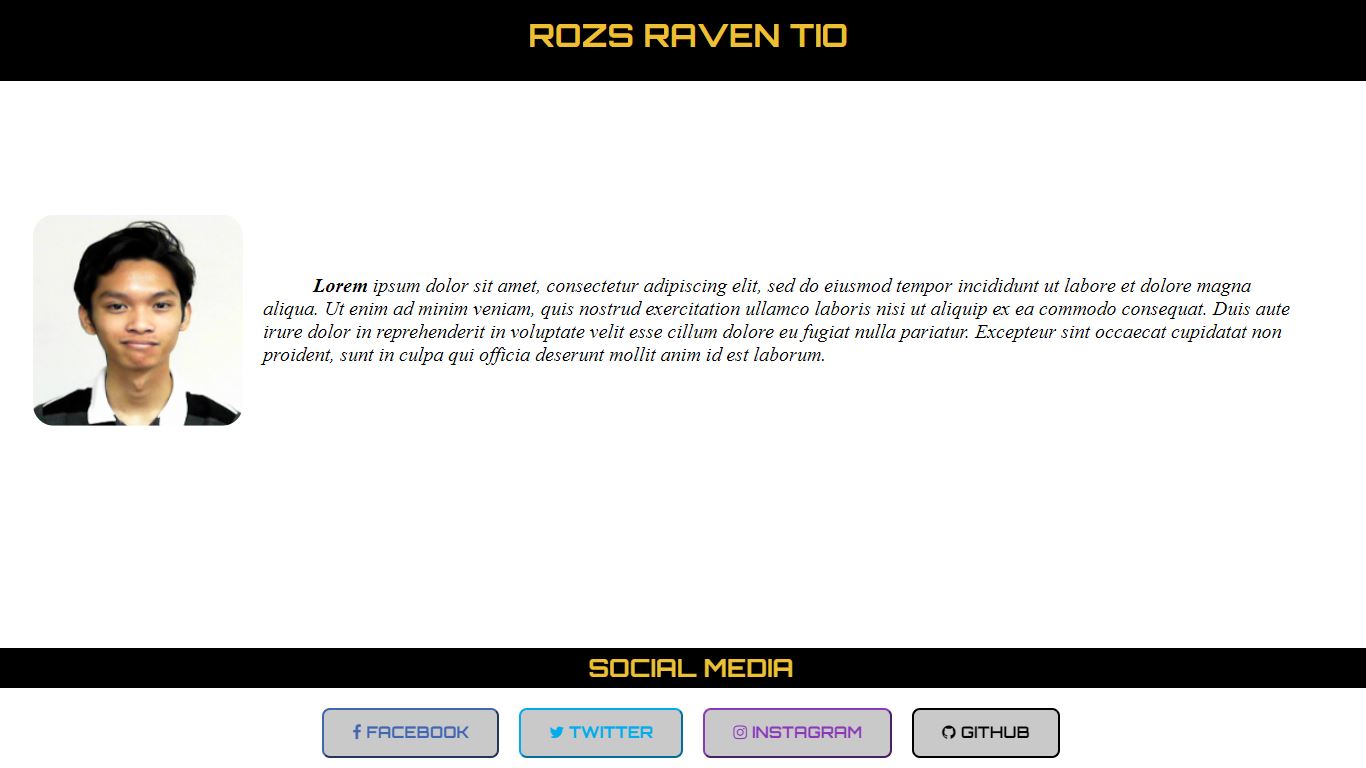 ROZS RAVEN TIO
Lorem ipsum dolor sit amet, consectetur adipiscing elit, sed do eiusmod tempor incididunt ut labore et dolore magna
aliqua. Ut enim ad minim veniam, quis nostrud exercitation ullamco laboris nisi ut aliquip ex ea commodo consequat. Duis aute
irure dolor in reprehenderit in voluptate velit esse cillum dolore eu fugiat nulla pariatur. Excepteur sint occaecat cupidatat non
proident, sunt in culpa qui officia deserunt mollit anim id est laborum.
SOCIAL MEDIA
FACEBOOK TWITTER INSTAGRAM GITHUB